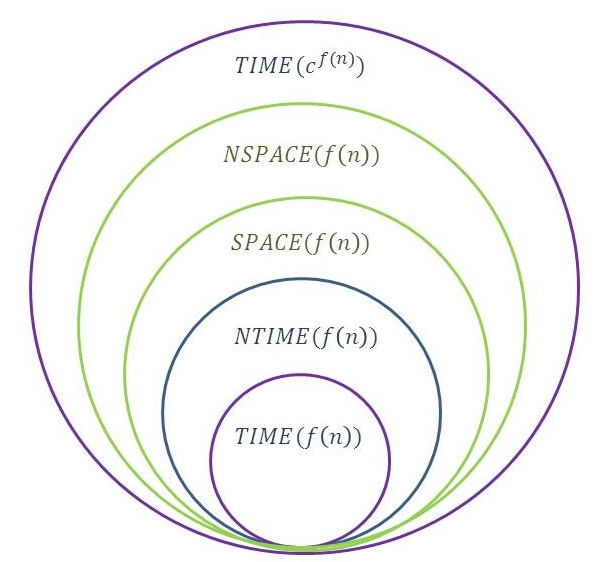 TIME(c^{f(n)})
NSPACE(f(n))
SPACE(f(n))
NTIME(f(n))
TIME(f(n))